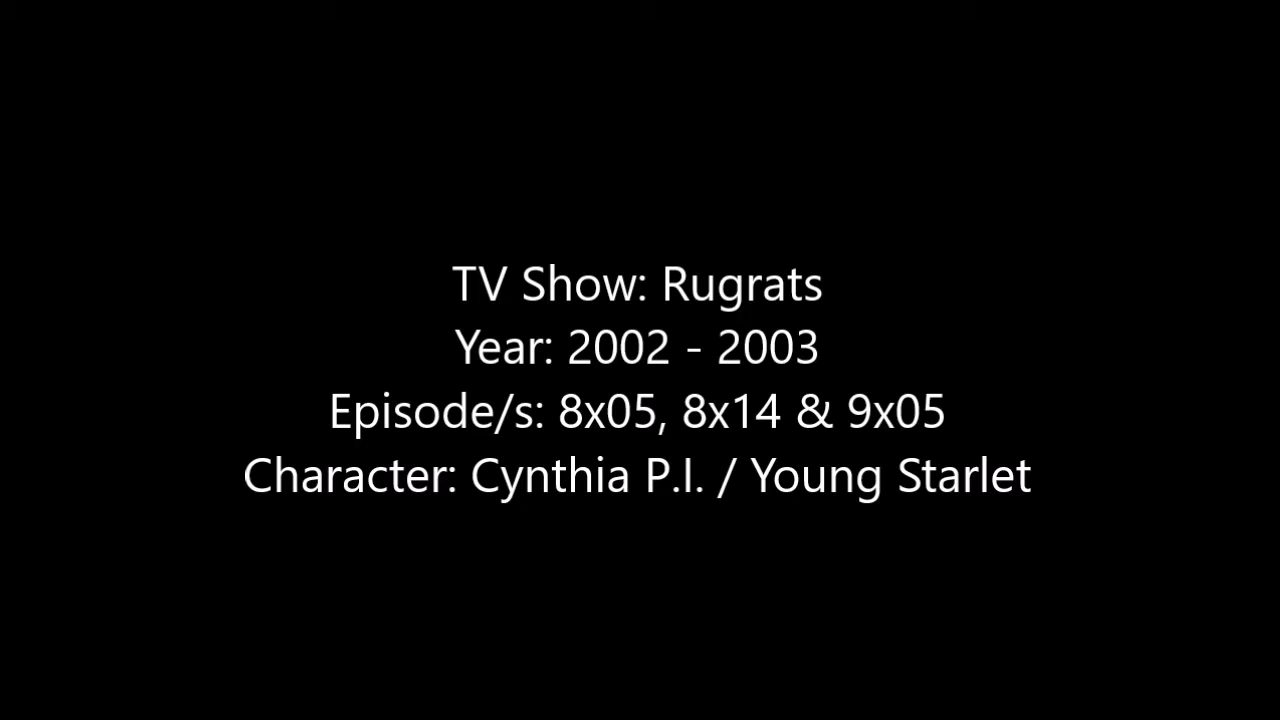 TV Show: Rugrats
Year: 2002 - 2003
Episode/s: 8x05, 8x14 & 9x05
Character: Cynthia P.I. / Young Starlet